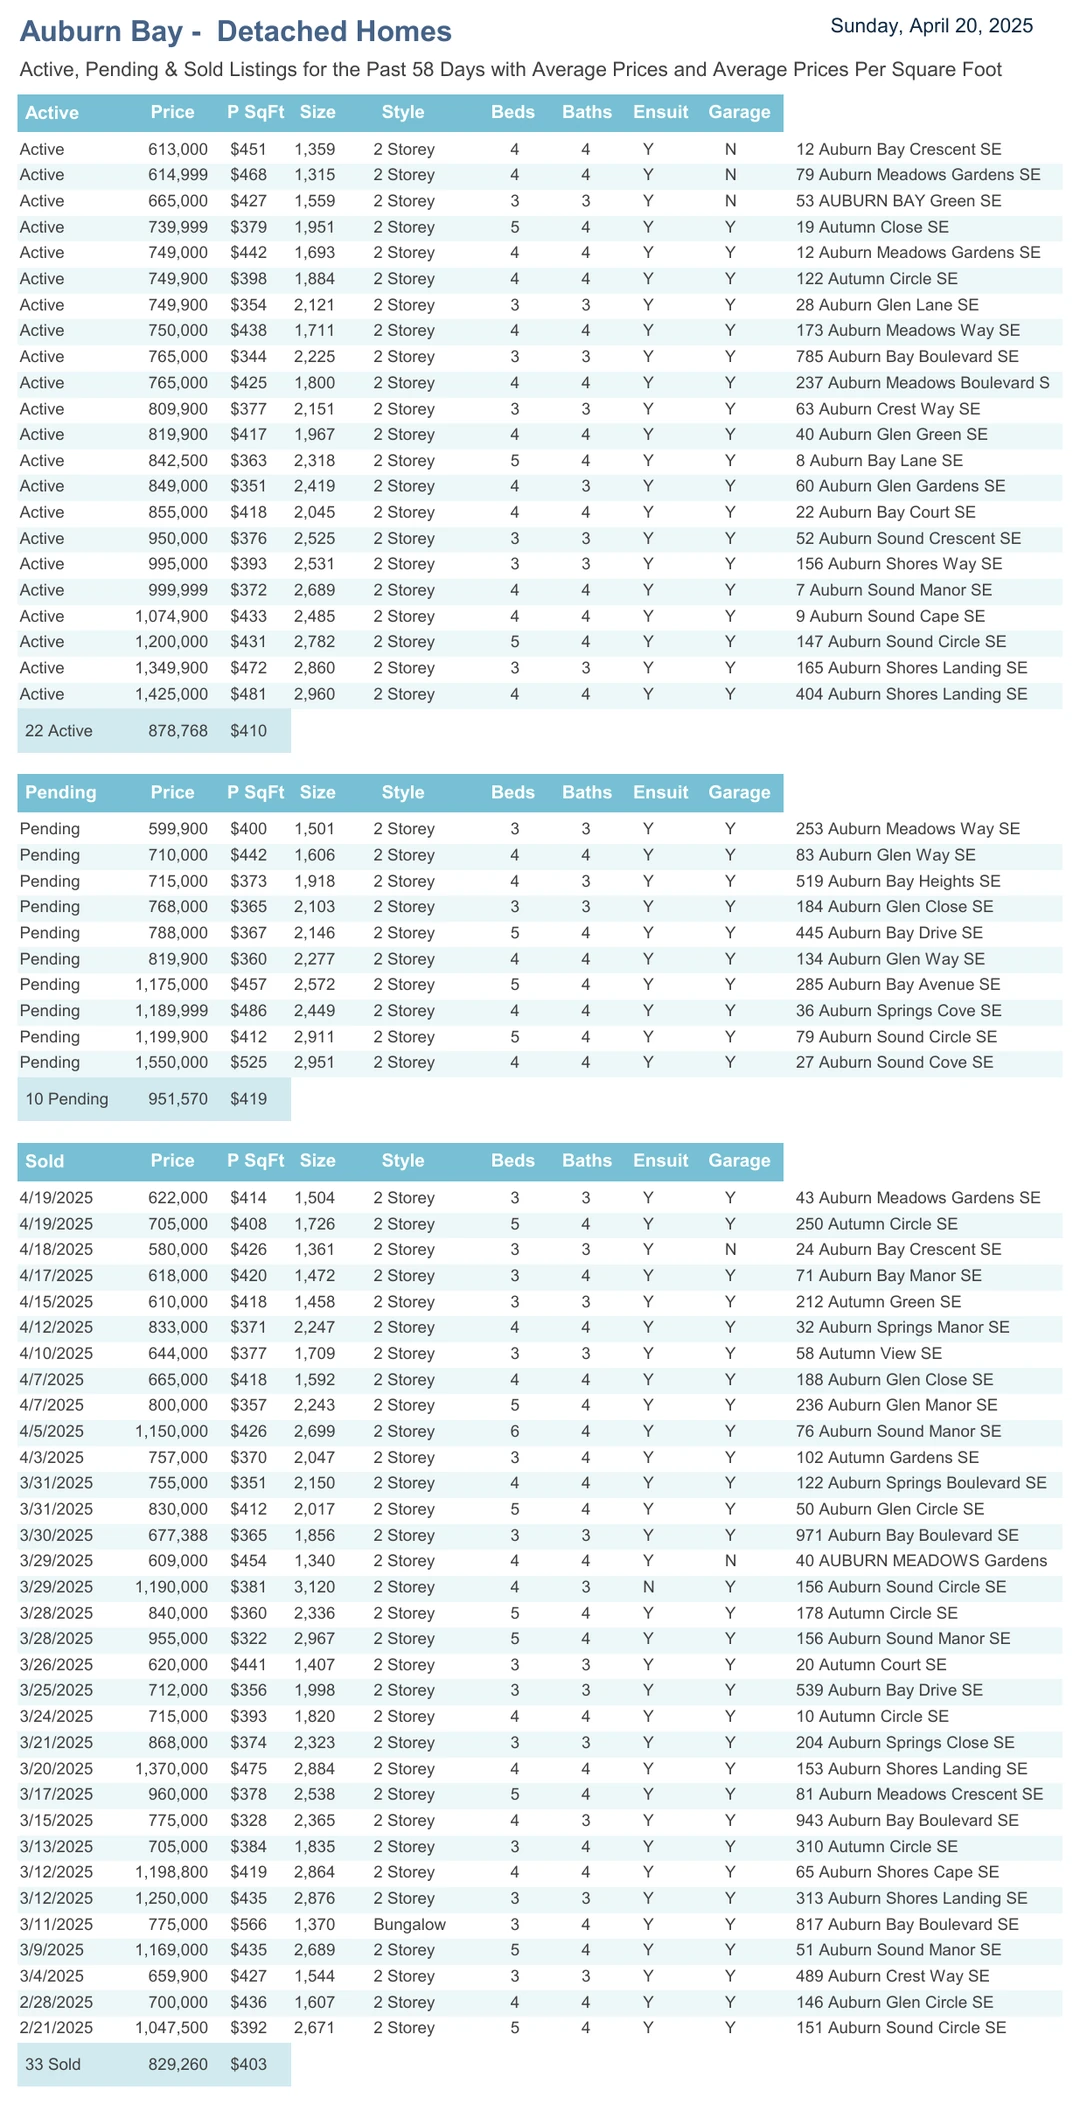 Auburn Bay -  Detached Homes
Sunday, April 20, 2025
Active, Pending & Sold Listings for the Past 58 Days with Average Prices and Average Prices Per Square Foot
Active Price P SqFt Size Style Beds Baths Ensuit Garage
Active 613,000 $451 1,359 2 Storey 4 4 Y N 12 Auburn Bay Crescent SE
Active 614,999 $468 1,315 2 Storey 4 4 Y N 79 Auburn Meadows Gardens SE
Active 665,000 $427 1,559 2 Storey 3 3 Y N 53 AUBURN BAY Green SE
Active 739,999 $379 1,951 2 Storey 5 4 Y Y 19 Autumn Close SE
Active 749,000 $442 1,693 2 Storey 4 4 Y Y 12 Auburn Meadows Gardens SE
Active 749,900 $398 1,884 2 Storey 4 4 Y Y 122 Autumn Circle SE
Active 749,900 $354 2,121 2 Storey 3 3 Y Y 28 Auburn Glen Lane SE
Active 750,000 $438 1,711 2 Storey 4 4 Y Y 173 Auburn Meadows Way SE
Active 765,000 $344 2,225 2 Storey 3 3 Y Y 785 Auburn Bay Boulevard SE
Active 765,000 $425 1,800 2 Storey 4 4 Y Y 237 Auburn Meadows Boulevard S
Active 809,900 $377 2,151 2 Storey 3 3 Y Y 63 Auburn Crest Way SE
Active 819,900 $417 1,967 2 Storey 4 4 Y Y 40 Auburn Glen Green SE
Active 842,500 $363 2,318 2 Storey 5 4 Y Y 8 Auburn Bay Lane SE
Active 849,000 $351 2,419 2 Storey 4 3 Y Y 60 Auburn Glen Gardens SE
Active 855,000 $418 2,045 2 Storey 4 4 Y Y 22 Auburn Bay Court SE
Active 950,000 $376 2,525 2 Storey 3 3 Y Y 52 Auburn Sound Crescent SE
Active 995,000 $393 2,531 2 Storey 3 3 Y Y 156 Auburn Shores Way SE
Active 999,999 $372 2,689 2 Storey 4 4 Y Y 7 Auburn Sound Manor SE
Active 1,074,900 $433 2,485 2 Storey 4 4 Y Y 9 Auburn Sound Cape SE
Active 1,200,000 $431 2,782 2 Storey 5 4 Y Y 147 Auburn Sound Circle SE
Active 1,349,900 $472 2,860 2 Storey 3 3 Y Y 165 Auburn Shores Landing SE
Active 1,425,000 $481 2,960 2 Storey 4 4 Y Y 404 Auburn Shores Landing SE
22 Active 878,768 $410
Pending Price P SqFt Size Style Beds Baths Ensuit Garage
Pending 599,900 $400 1,501 2 Storey 3 3 Y Y 253 Auburn Meadows Way SE
Pending 710,000 $442 1,606 2 Storey 4 4 Y Y 83 Auburn Glen Way SE
Pending 715,000 $373 1,918 2 Storey 4 3 Y Y 519 Auburn Bay Heights SE
Pending 768,000 $365 2,103 2 Storey 3 3 Y Y 184 Auburn Glen Close SE
Pending 788,000 $367 2,146 2 Storey 5 4 Y Y 445 Auburn Bay Drive SE
Pending 819,900 $360 2,277 2 Storey 4 4 Y Y 134 Auburn Glen Way SE
Pending 1,175,000 $457 2,572 2 Storey 5 4 Y Y 285 Auburn Bay Avenue SE
Pending 1,189,999 $486 2,449 2 Storey 4 4 Y Y 36 Auburn Springs Cove SE
Pending 1,199,900 $412 2,911 2 Storey 5 4 Y Y 79 Auburn Sound Circle SE
Pending 1,550,000 $525 2,951 2 Storey 4 4 Y Y 27 Auburn Sound Cove SE
10 Pending 951,570 $419
Sold Price P SqFt Size Style Beds Baths Ensuit Garage
4/19/2025 622,000 $414 1,504 2 Storey 3 3 Y Y 43 Auburn Meadows Gardens SE
4/19/2025 705,000 $408 1,726 2 Storey 5 4 Y Y 250 Autumn Circle SE
4/18/2025 580,000 $426 1,361 2 Storey 3 3 Y N 24 Auburn Bay Crescent SE
4/17/2025 618,000 $420 1,472 2 Storey 3 4 Y Y 71 Auburn Bay Manor SE
4/15/2025 610,000 $418 1,458 2 Storey 3 3 Y Y 212 Autumn Green SE
4/12/2025 833,000 $371 2,247 2 Storey 4 4 Y Y 32 Auburn Springs Manor SE
4/10/2025 644,000 $377 1,709 2 Storey 3 3 Y Y 58 Autumn View SE
4/7/2025 665,000 $418 1,592 2 Storey 4 4 Y Y 188 Auburn Glen Close SE
4/7/2025 800,000 $357 2,243 2 Storey 5 4 Y Y 236 Auburn Glen Manor SE
4/5/2025 1,150,000 $426 2,699 2 Storey 6 4 Y Y 76 Auburn Sound Manor SE
4/3/2025 757,000 $370 2,047 2 Storey 3 4 Y Y 102 Autumn Gardens SE
3/31/2025 755,000 $351 2,150 2 Storey 4 4 Y Y 122 Auburn Springs Boulevard SE
3/31/2025 830,000 $412 2,017 2 Storey 5 4 Y Y 50 Auburn Glen Circle SE
3/30/2025 677,388 $365 1,856 2 Storey 3 3 Y Y 971 Auburn Bay Boulevard SE
3/29/2025 609,000 $454 1,340 2 Storey 4 4 Y N 40 AUBURN MEADOWS Gardens
3/29/2025 1,190,000 $381 3,120 2 Storey 4 3 N Y 156 Auburn Sound Circle SE
3/28/2025 840,000 $360 2,336 2 Storey 5 4 Y Y 178 Autumn Circle SE
3/28/2025 955,000 $322 2,967 2 Storey 5 4 Y Y 156 Auburn Sound Manor SE
3/26/2025 620,000 $441 1,407 2 Storey 3 3 Y Y 20 Autumn Court SE
3/25/2025 712,000 $356 1,998 2 Storey 3 3 Y Y 539 Auburn Bay Drive SE
3/24/2025 715,000 $393 1,820 2 Storey 4 4 Y Y 10 Autumn Circle SE
3/21/2025 868,000 $374 2,323 2 Storey 3 3 Y Y 204 Auburn Springs Close SE
3/20/2025 1,370,000 $475 2,884 2 Storey 4 4 Y Y 153 Auburn Shores Landing SE
3/17/2025 960,000 $378 2,538 2 Storey 5 4 Y Y 81 Auburn Meadows Crescent SE
3/15/2025 775,000 $328 2,365 2 Storey 4 3 Y Y 943 Auburn Bay Boulevard SE
3/13/2025 705,000 $384 1,835 2 Storey 3 4 Y Y 310 Autumn Circle SE
3/12/2025 1,198,800 $419 2,864 2 Storey 4 4 Y Y 65 Auburn Shores Cape SE
3/12/2025 1,250,000 $435 2,876 2 Storey 3 3 Y Y 313 Auburn Shores Landing SE
3/11/2025 775,000 $566 1,370 Bungalow 3 4 Y Y 817 Auburn Bay Boulevard SE
3/9/2025 1,169,000 $435 2,689 2 Storey 5 4 Y Y 51 Auburn Sound Manor SE
3/4/2025 659,900 $427 1,544 2 Storey 3 3 Y Y 489 Auburn Crest Way SE
2/28/2025 700,000 $436 1,607 2 Storey 4 4 Y Y 146 Auburn Glen Circle SE
2/21/2025 1,047,500 $392 2,671 2 Storey 5 4 Y Y 151 Auburn Sound Circle SE
33 Sold 829,260 $403